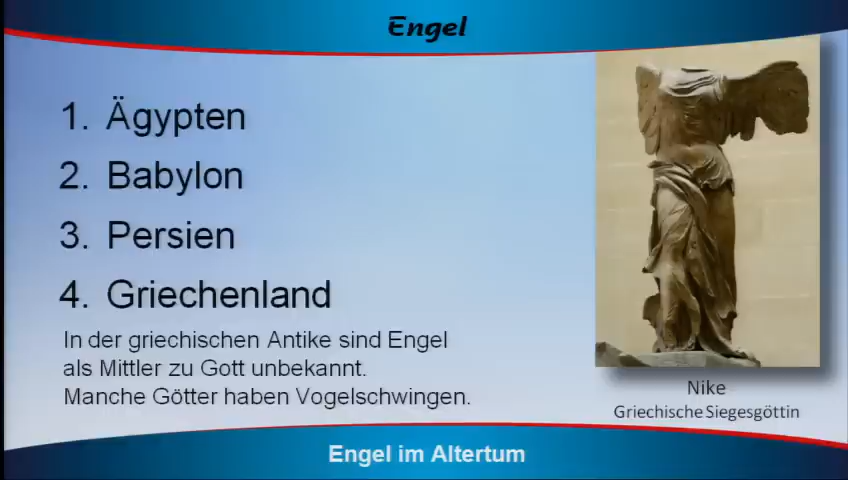 Engel
1. Ägypten
2. Babylon
3. Persien
4. Griechenland
In der griechischen Antike sind Engel
als Mittler zu Gott unbekannt.
Manche Götter haben Vogelschwingen.
Nike
Griechische Siegesgöttin
Engel im Altertum